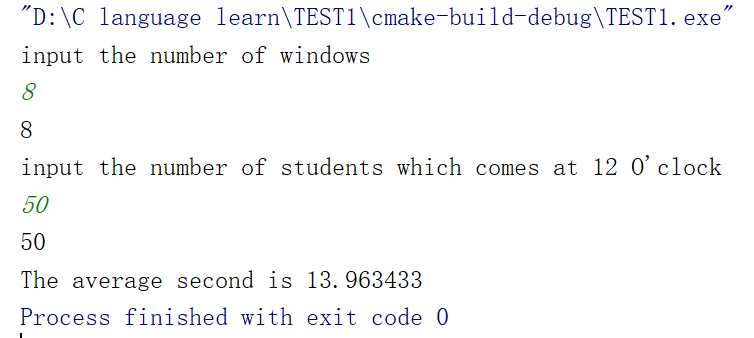 "D:\C language learn\TEST1\cmake-build-debug\TEST1.exe"
input the number of windows
8
8
input the number of students which comes at 12 O'clock
50
50
The average second is 13.963433
Process finished with exit code 0